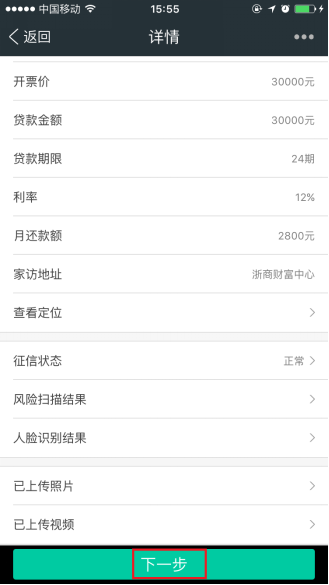 中国移动 15:55
返回 详情
开票价 30000元
贷款金额 30000元
贷款期限 24期
利率 12%
月还款额 2800元
家访地址 浙商财富中心
查看定位
征信状态 正常
风险扫描结果
人脸识别结果
已上传照片
已上传视频
下一步